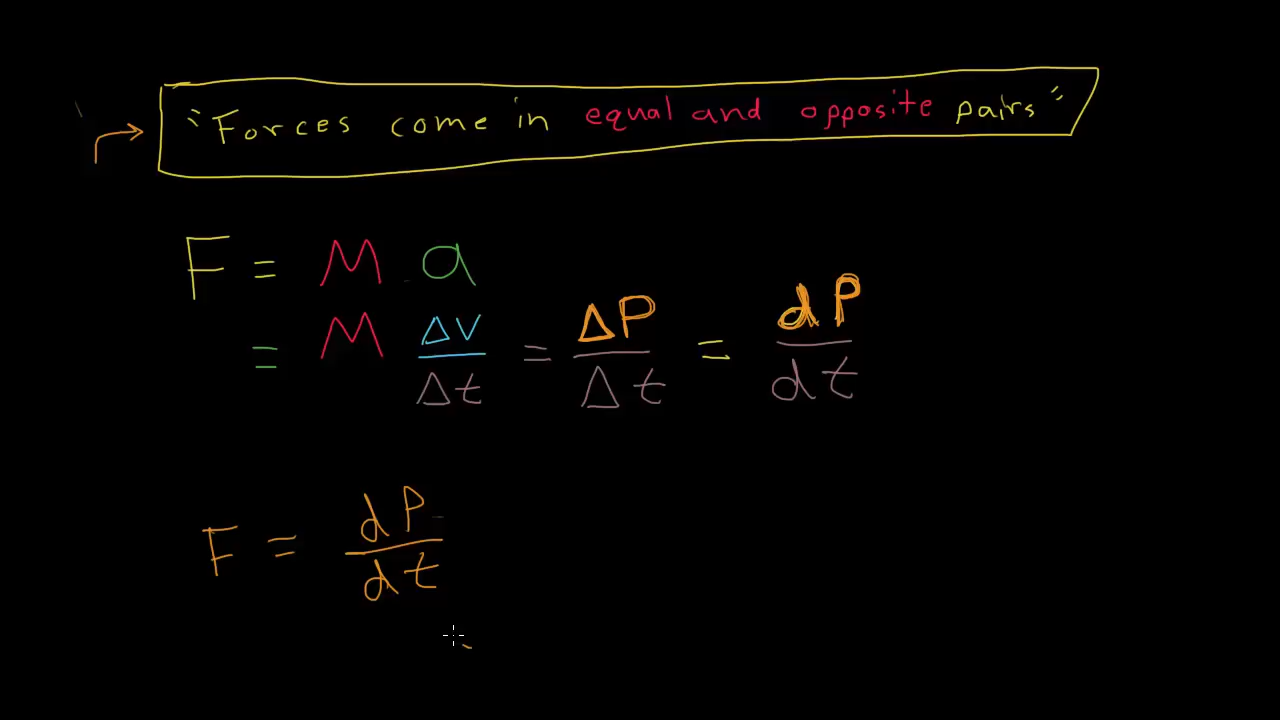 "Forces come in equal and opposite pairs"
F = M a
= M ΔV/Δt = ΔP/Δt = dP/dt
F = dP/dt